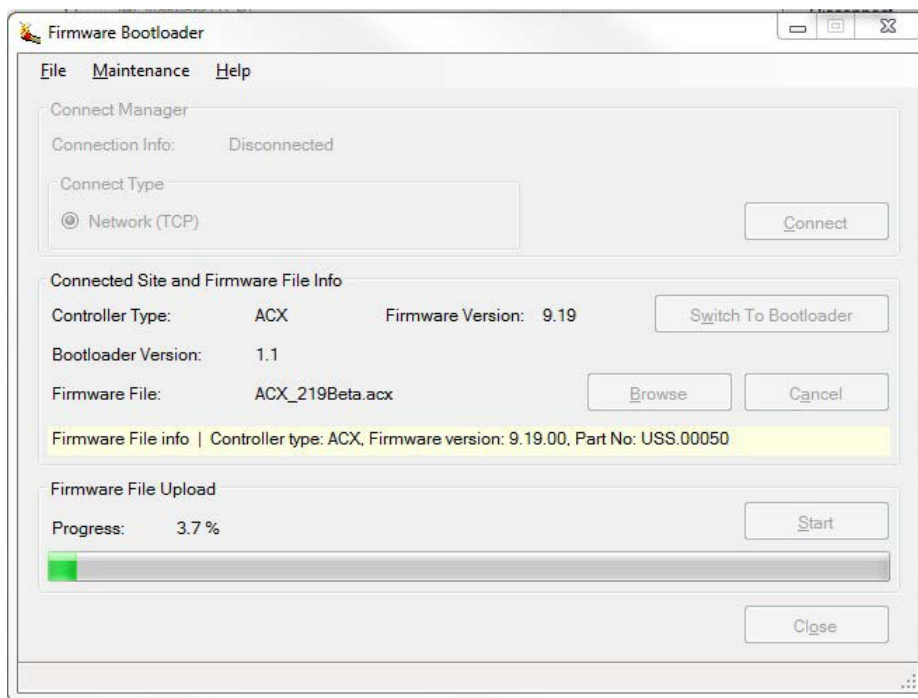 Firmware Bootloader
File Maintenance Help
Connect Manager
Connection Info: Disconnected
Connect Type
Network (TCP)
Connect
Connected Site and Firmware File Info
Controller Type: ACX Firmware Version: 9.19 Switch To Bootloader
Bootloader Version: 1.1
Firmware File: ACX_219Beta.acx Browse Cancel
Firmware File info | Controller type: ACX, Firmware version: 9.19.00, Part No: USS.00050
Firmware File Upload
Progress: 3.7 %
Start
Close